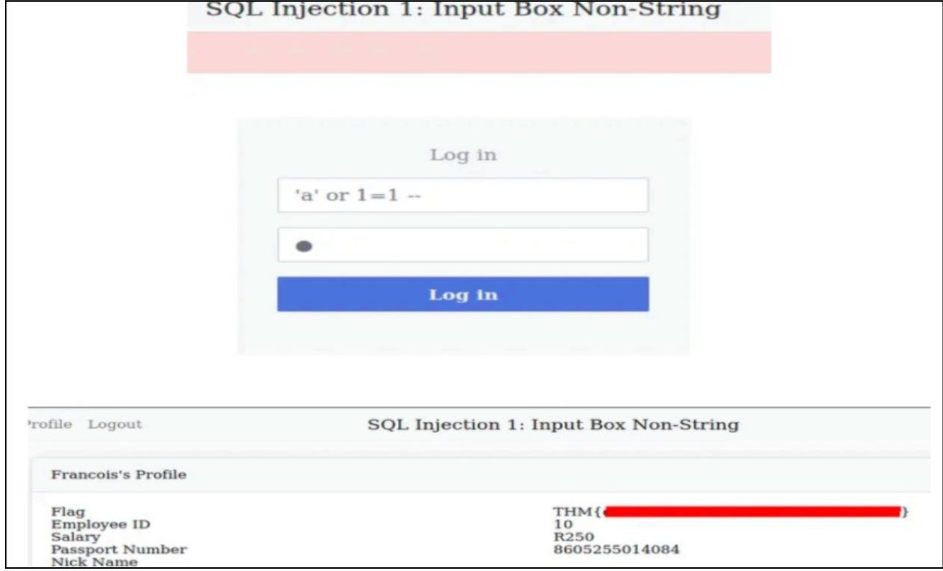 SQL Injection 1: Input Box Non-String
Log in
'a' or 1=1 --
Log in
Profile Logout SQL Injection 1: Input Box Non-String
Francois's Profile
Flag THM{ }
Employee ID 10
Salary R250
Passport Number 8605255014084
Nick Name